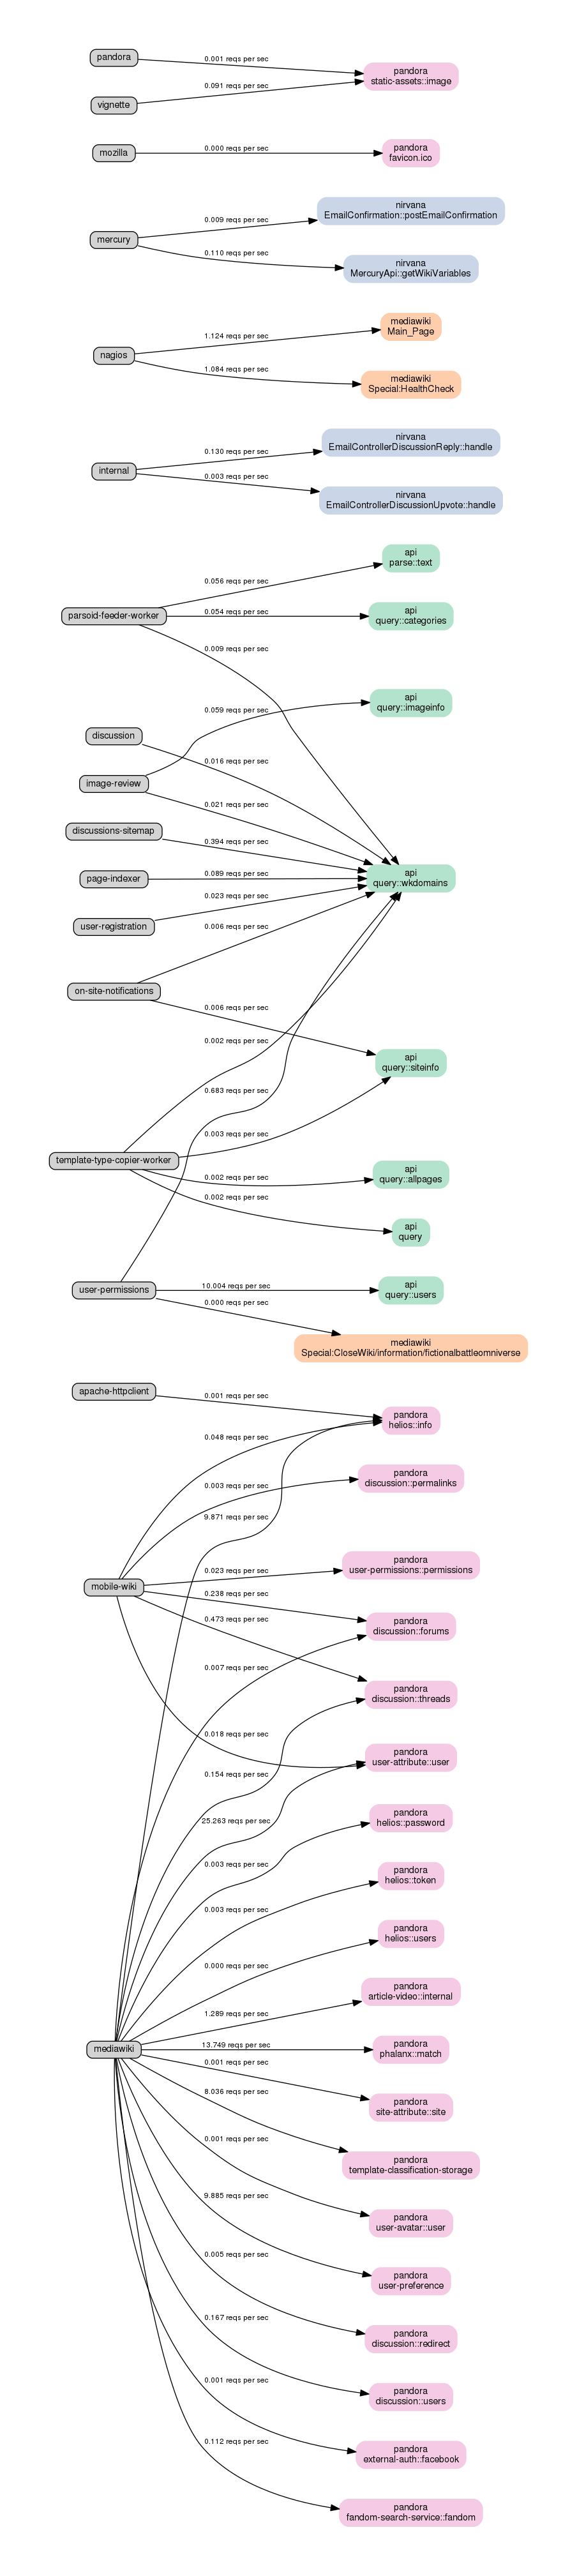 pandora
0.001 reqs per sec
pandora
static-assets::image
0.091 reqs per sec
vignette
mozilla
0.000 reqs per sec
pandora
favicon.ico
nirvana
EmailConfirmation::postEmailConfirmation
0.009 reqs per sec
mercury
0.110 reqs per sec
nirvana
MercuryApi::getWikiVariables
mediawiki
Main_Page
1.124 reqs per sec
nagios
1.084 reqs per sec
mediawiki
Special:HealthCheck
nirvana
EmailControllerDiscussionReply::handle
0.130 reqs per sec
internal
0.003 reqs per sec
nirvana
EmailControllerDiscussionUpvote::handle
api
parse::text
0.056 reqs per sec
parsoid-feeder-worker
0.054 reqs per sec
api
query::categories
0.009 reqs per sec
api
query::imageinfo
0.059 reqs per sec
discussion
0.016 reqs per sec
image-review
0.021 reqs per sec
discussions-sitemap
0.394 reqs per sec
page-indexer
0.089 reqs per sec
api
query::wkdomains
0.023 reqs per sec
user-registration
0.006 reqs per sec
on-site-notifications
0.006 reqs per sec
0.002 reqs per sec
api
query::siteinfo
0.683 reqs per sec
0.003 reqs per sec
template-type-copier-worker
0.002 reqs per sec
api
query::allpages
0.002 reqs per sec
api
query
user-permissions
10.004 reqs per sec
api
query::users
0.000 reqs per sec
mediawiki
Special:CloseWiki/information/fictionalbattleomniverse
apache-httpclient
0.001 reqs per sec
pandora
helios::info
0.048 reqs per sec
0.003 reqs per sec
pandora
discussion::permalinks
9.871 reqs per sec
pandora
user-permissions::permissions
0.023 reqs per sec
mobile-wiki
0.238 reqs per sec
0.473 reqs per sec
pandora
discussion::forums
0.007 reqs per sec
pandora
discussion::threads
0.018 reqs per sec
pandora
user-attribute::user
0.154 reqs per sec
25.263 reqs per sec
pandora
helios::password
0.003 reqs per sec
pandora
helios::token
0.003 reqs per sec
pandora
helios::users
0.000 reqs per sec
pandora
article-video::internal
1.289 reqs per sec
mediawiki
13.749 reqs per sec
pandora
phalanx::match
0.001 reqs per sec
pandora
site-attribute::site
8.036 reqs per sec
pandora
template-classification-storage
0.001 reqs per sec
pandora
user-avatar::user
9.885 reqs per sec
pandora
user-preference
0.005 reqs per sec
pandora
discussion::redirect
0.167 reqs per sec
pandora
discussion::users
0.001 reqs per sec
pandora
external-auth::facebook
0.112 reqs per sec
pandora
fandom-search-service::fandom